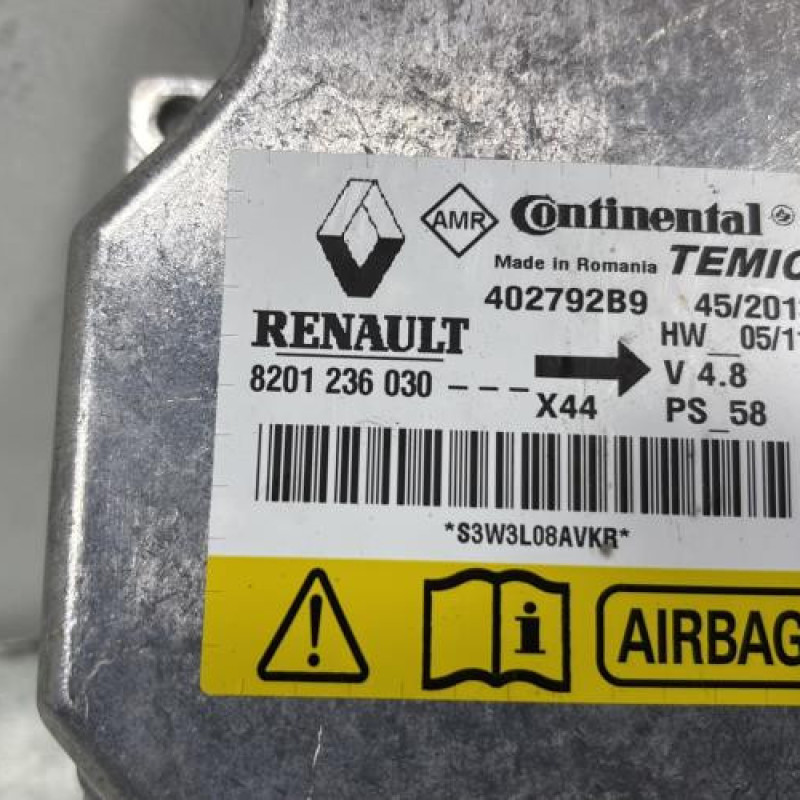 AMR Continental
Made in Romania TEMIC
402792B9 45/201
RENAULT
HW__05/1
8201 236 030 _ _ _ _
X44
V 4.8
PS_58
*S3W3L08AVKR*
! i AIRBAG